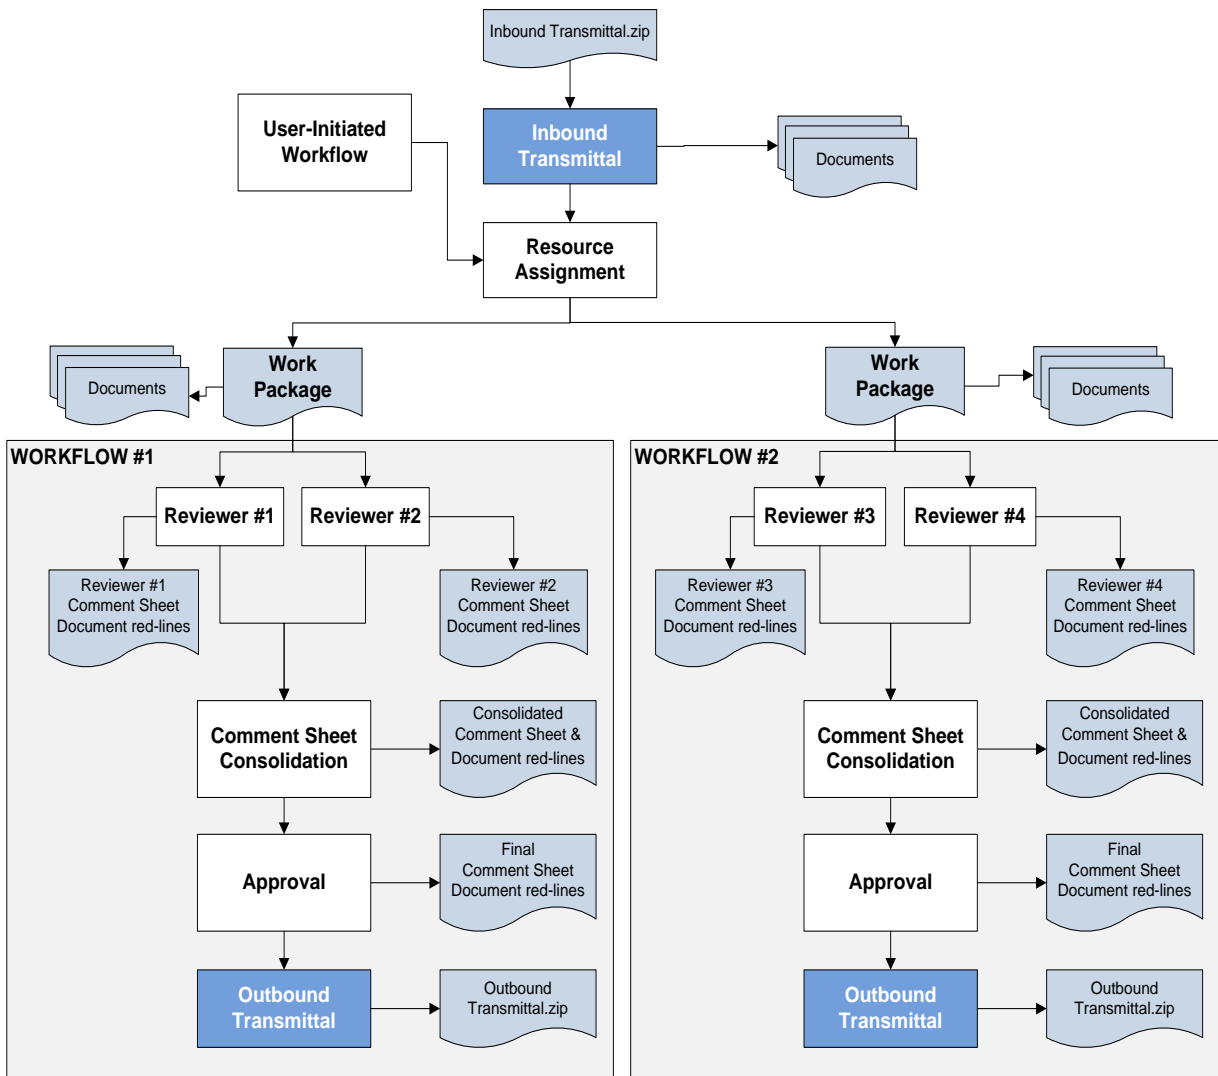 Inbound Transmittal.zip
User-Initiated
Workflow
Inbound
Transmittal
Documents
Resource
Assignment
Work
Package
Documents
Work
Package
Documents
WORKFLOW #1
Reviewer #1
Reviewer #2
Reviewer #1
Comment Sheet
Document red-lines
Reviewer #2
Comment Sheet
Document red-lines
Comment Sheet
Consolidation
Consolidated
Comment Sheet &
Document red-lines
Approval
Final
Comment Sheet
Document red-lines
Outbound
Transmittal
Outbound
Transmittal.zip
WORKFLOW #2
Reviewer #3
Reviewer #4
Reviewer #3
Comment Sheet
Document red-lines
Reviewer #4
Comment Sheet
Document red-lines
Comment Sheet
Consolidation
Consolidated
Comment Sheet &
Document red-lines
Approval
Final
Comment Sheet
Document red-lines
Outbound
Transmittal
Outbound
Transmittal.zip